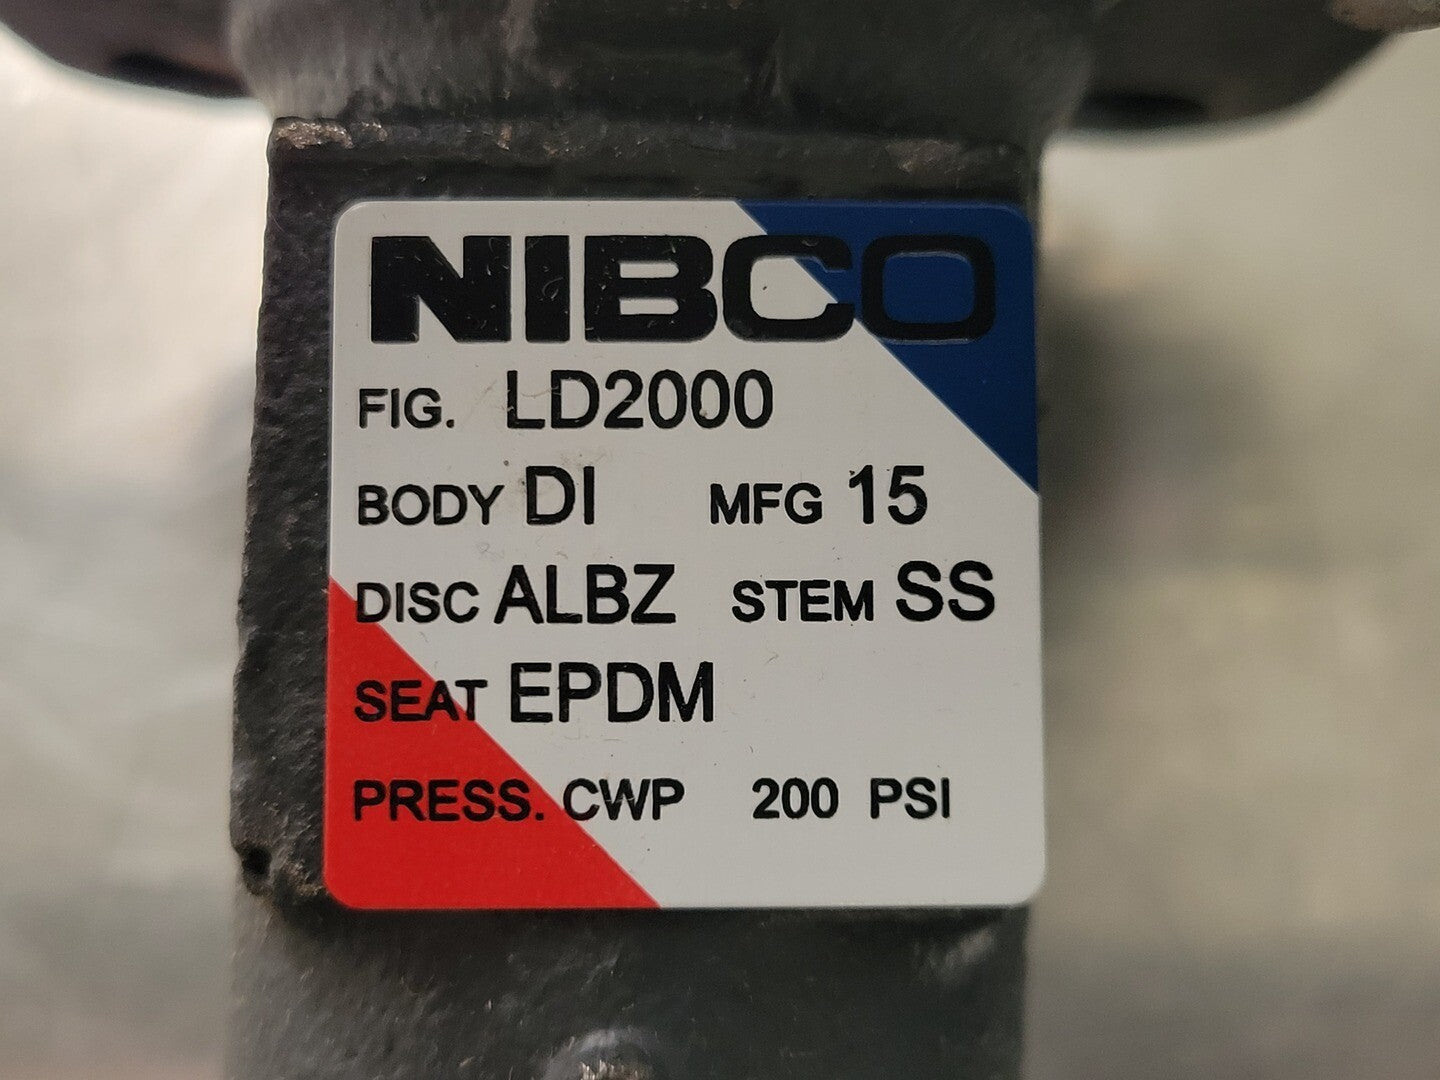 NIBCO
FIG. LD2000
BODY DI MFG 15
DISC ALBZ STEM SS
SEAT EPDM
PRESS. CWP 200 PSI